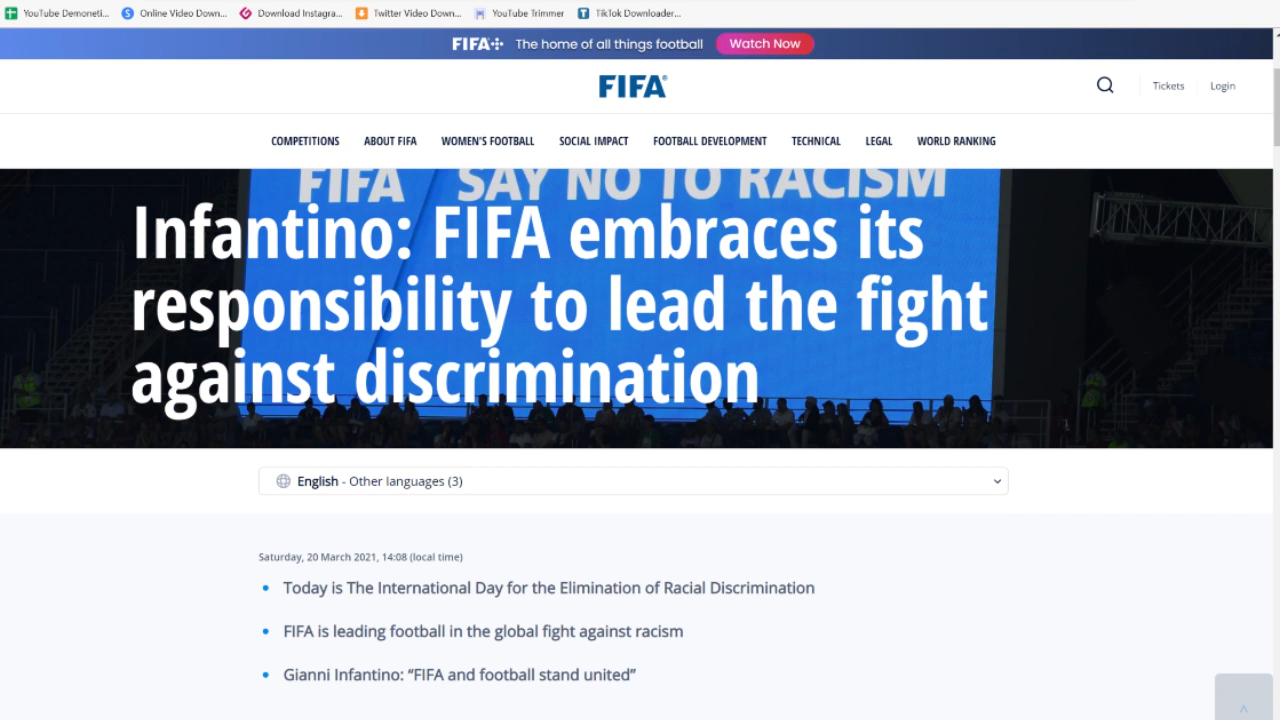 YouTube Demoneti... Online Video Down... Download Instagra... Twitter Video Down... YouTube Trimmer TikTok Downloader...
FIFA+ The home of all things football Watch Now
FIFA® Tickets Login
COMPETITIONS ABOUT FIFA WOMEN'S FOOTBALL SOCIAL IMPACT FOOTBALL DEVELOPMENT TECHNICAL LEGAL WORLD RANKING
FIFA SAY NO TO RACISM
Infantino: FIFA embraces its
responsibility to lead the fight
against discrimination
English - Other languages (3)
Saturday, 20 March 2021, 14:08 (local time)
• Today is The International Day for the Elimination of Racial Discrimination
• FIFA is leading football in the global fight against racism
• Gianni Infantino: “FIFA and football stand united”